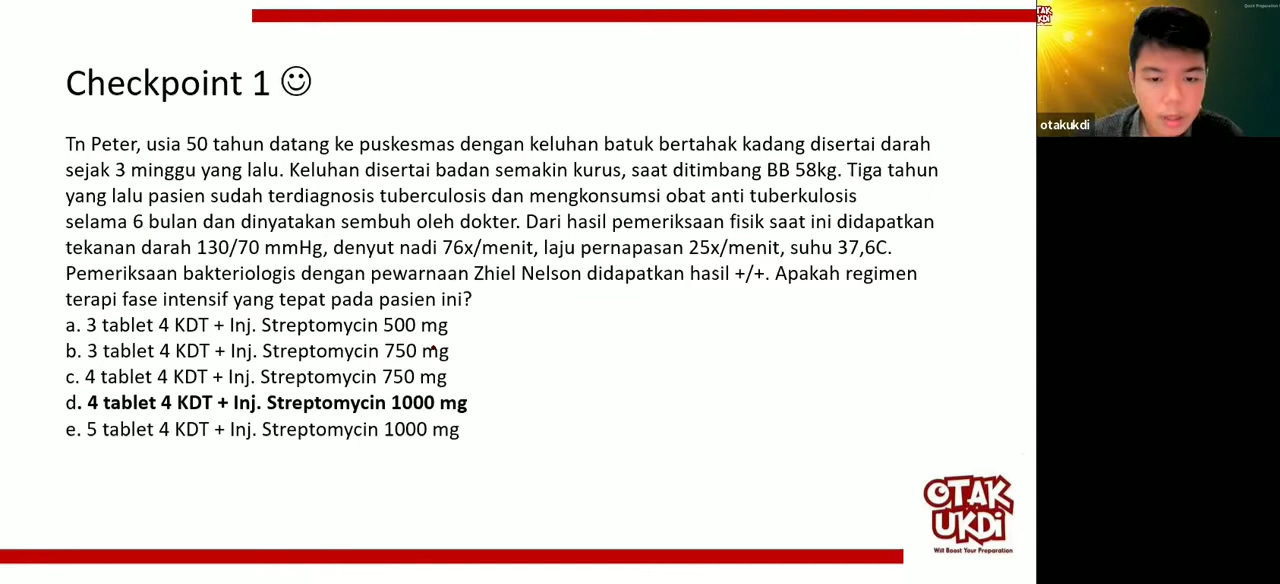 Checkpoint 1 ☺
Tn Peter, usia 50 tahun datang ke puskesmas dengan keluhan batuk bertahak kadang disertai darah
sejak 3 minggu yang lalu. Keluhan disertai badan semakin kurus, saat ditimbang BB 58kg. Tiga tahun
yang lalu pasien sudah terdiagnosis tuberculosis dan mengkonsumsi obat anti tuberkulosis
selama 6 bulan dan dinyatakan sembuh oleh dokter. Dari hasil pemeriksaan fisik saat ini didapatkan
tekanan darah 130/70 mmHg, denyut nadi 76x/menit, laju pernapasan 25x/menit, suhu 37,6C.
Pemeriksaan bakteriologis dengan pewarnaan Zhiel Nelson didapatkan hasil +/+. Apakah regimen
terapi fase intensif yang tepat pada pasien ini?
a. 3 tablet 4 KDT + Inj. Streptomycin 500 mg
b. 3 tablet 4 KDT + Inj. Streptomycin 750 mg
c. 4 tablet 4 KDT + Inj. Streptomycin 750 mg
d. 4 tablet 4 KDT + Inj. Streptomycin 1000 mg
e. 5 tablet 4 KDT + Inj. Streptomycin 1000 mg
OTAK
UKDI
Will Boost Your Preparation
TAK
KDI
otakukdi